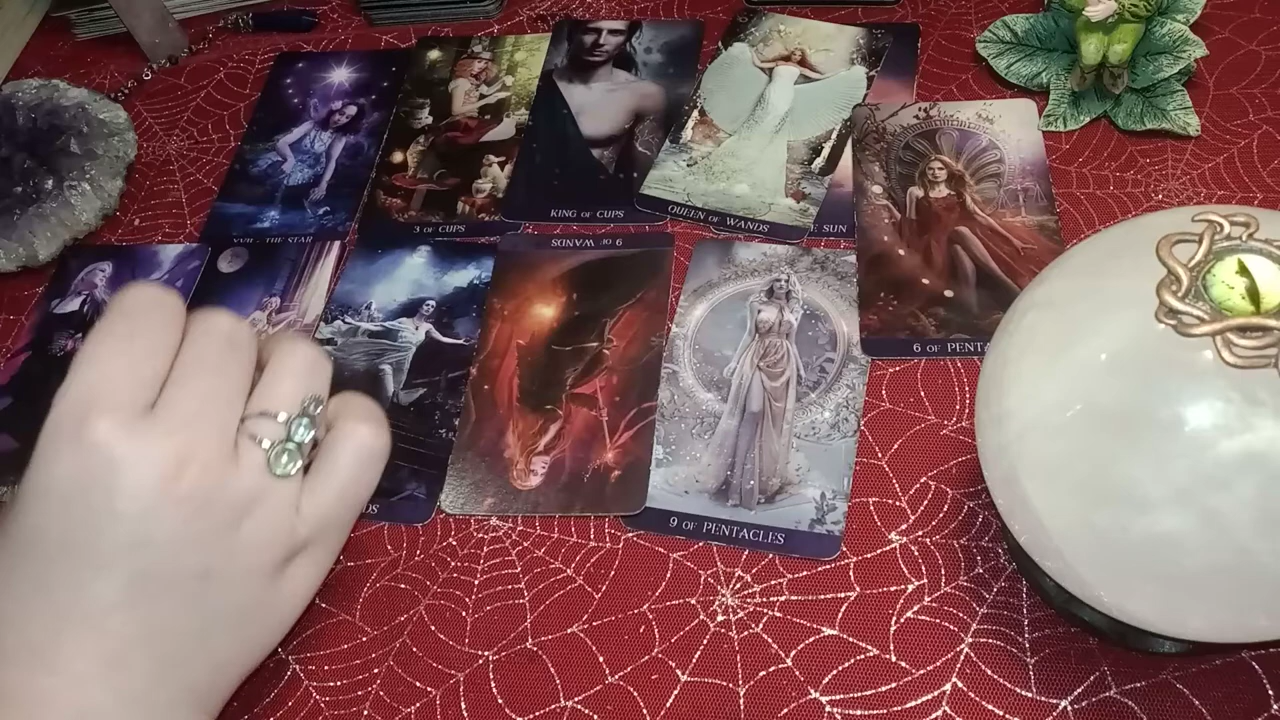 XVII - THE STAR
3 OF CUPS
KING OF CUPS
QUEEN OF WANDS
E SUN
6 OF PENTA
9 OF WANDS
DS
9 OF PENTACLES